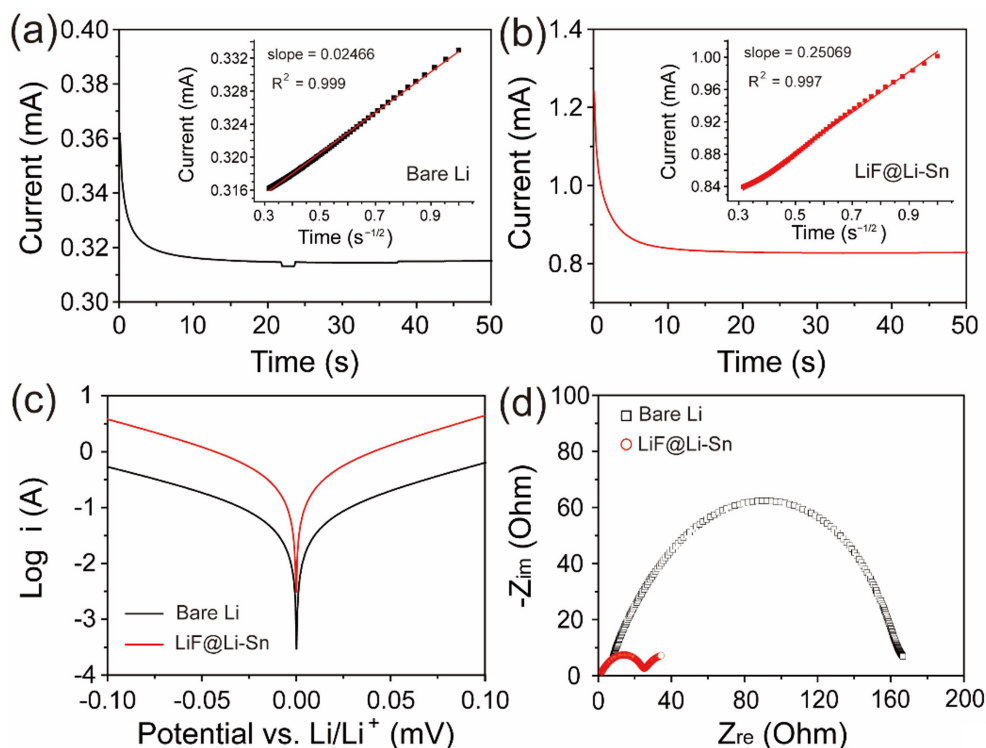 (a)
0.40
0.38
0.36
0.34
0.32
0.30
Current (mA)
0 10 20 30 40 50
Time (s)
slope = 0.02466
R² = 0.999
Bare Li
0.333
0.330
0.327
0.324
0.320
0.316
Current (mA)
0.3 0.5 0.7 0.9
Time (s⁻¹/²)
(b)
1.4
1.2
1.0
0.8
Current (mA)
0 10 20 30 40 50
Time (s)
slope = 0.25069
R² = 0.997
LiF@Li-Sn
1.00
0.96
0.92
0.88
0.84
Current (mA)
0.3 0.5 0.7 0.9
Time (s⁻¹/²)
(c)
1
0
-1
-2
-3
-4
Log i (A)
Bare Li
LiF@Li-Sn
-0.10 -0.05 0.00 0.05 0.10
Potential vs. Li/Li⁺ (mV)
(d)
100
80
60
40
20
0
-Zim (Ohm)
Bare Li
LiF@Li-Sn
0 40 80 120 160 200
Zre (Ohm)